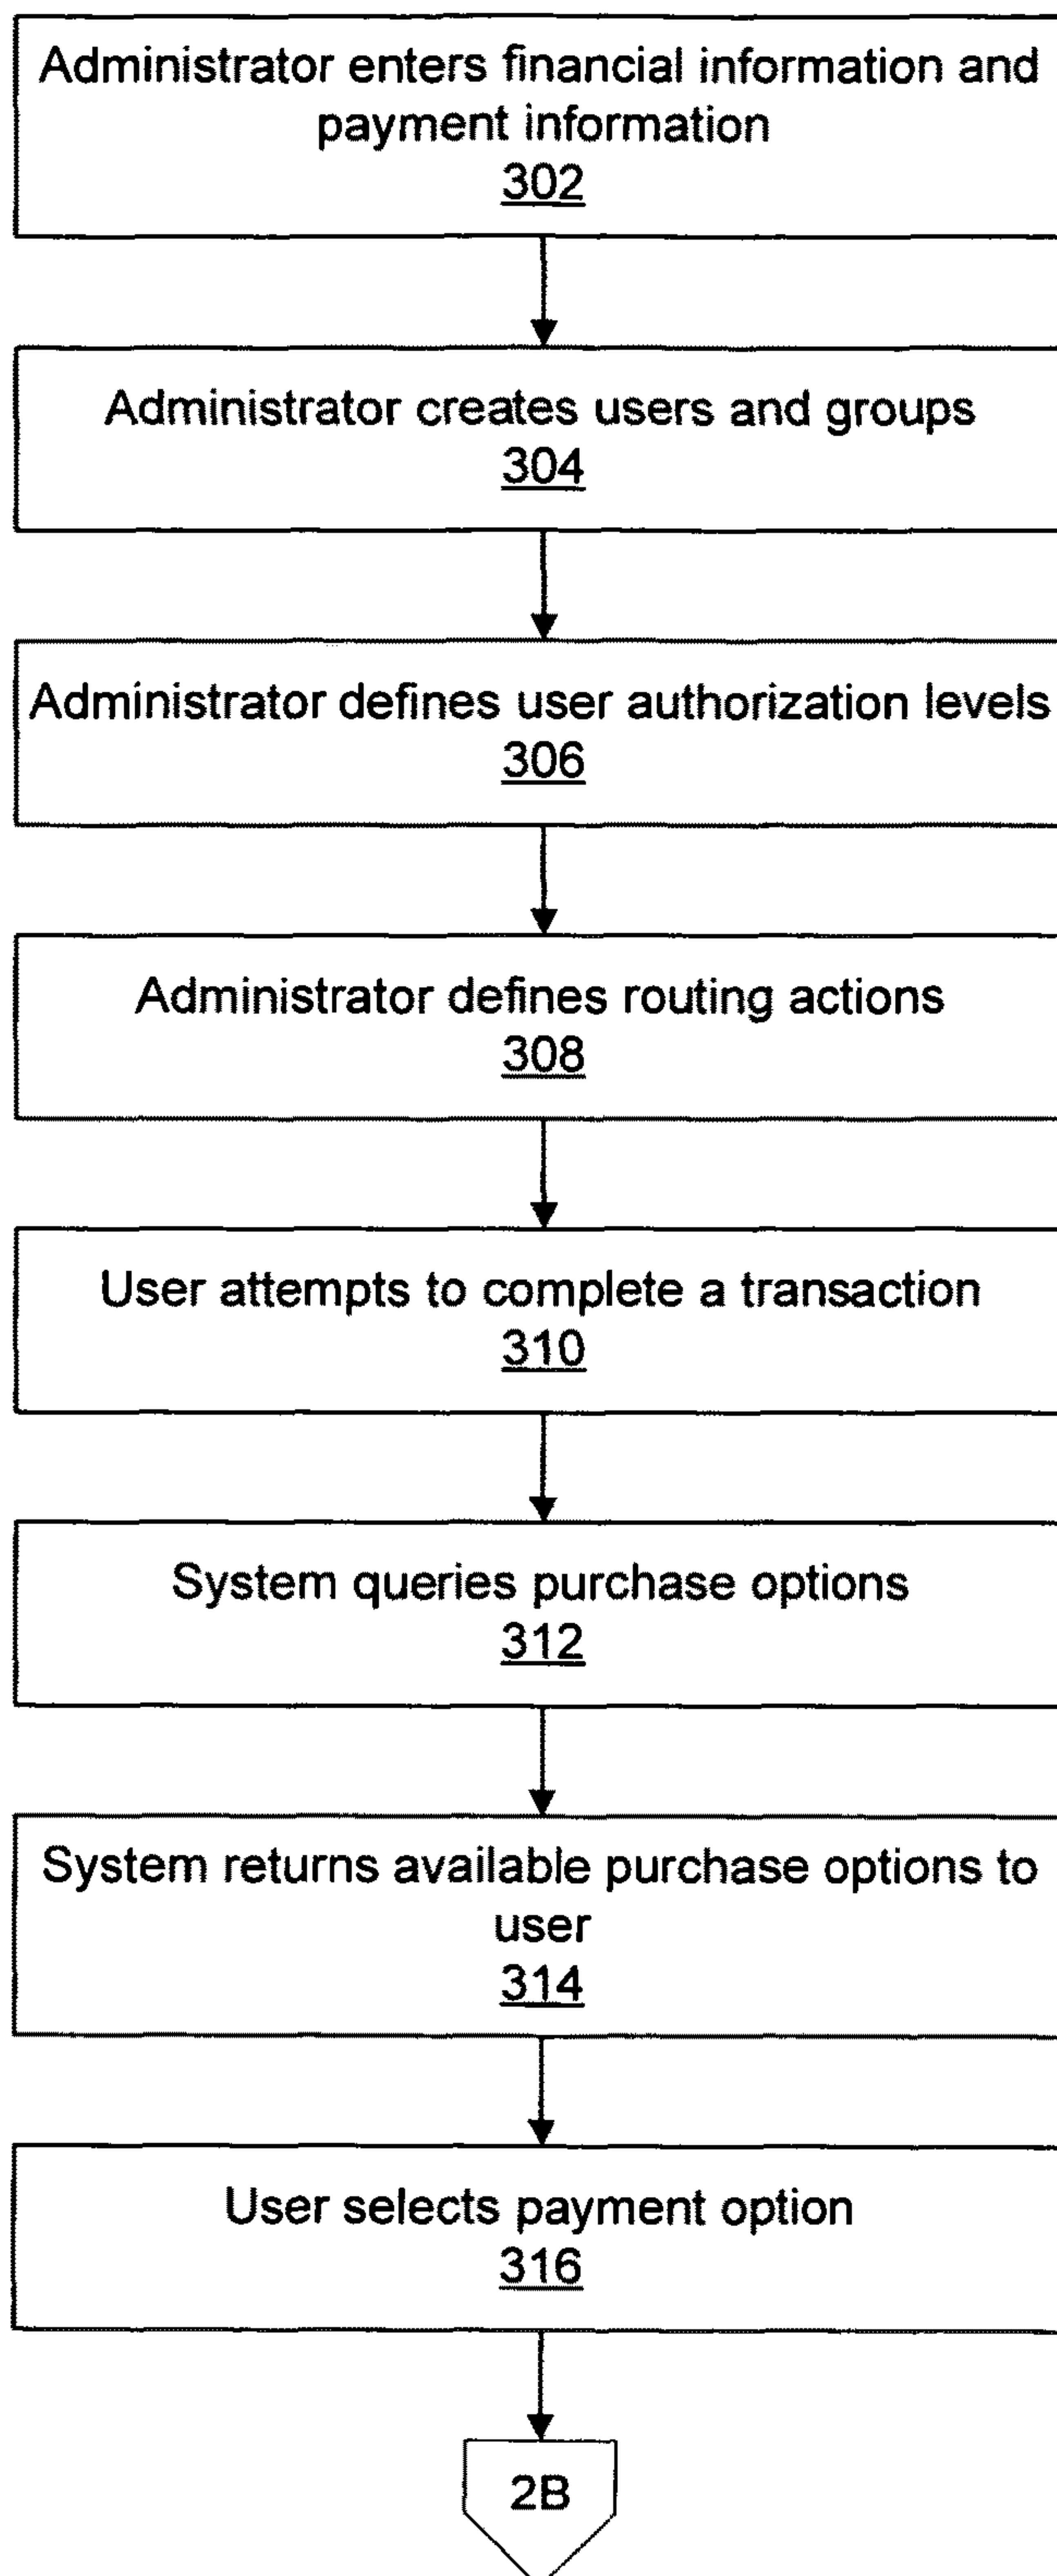 Administrator enters financial information and
payment information
302
Administrator creates users and groups
304
Administrator defines user authorization levels
306
Administrator defines routing actions
308
User attempts to complete a transaction
310
System queries purchase options
312
System returns available purchase options to
user
314
User selects payment option
316
2B